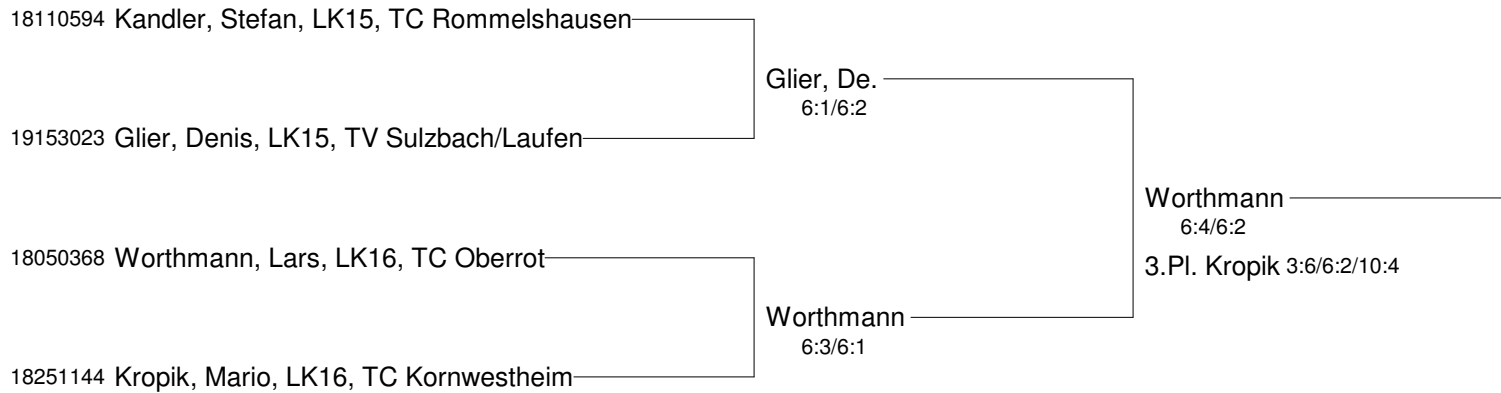 18110594 Kandler, Stefan, LK15, TC Rommelshausen
Glier, De.
6:1/6:2
19153023 Glier, Denis, LK15, TV Sulzbach/Laufen
Worthmann
6:4/6:2
18050368 Worthmann, Lars, LK16, TC Oberrot
3.Pl. Kropik 3:6/6:2/10:4
Worthmann
6:3/6:1
18251144 Kropik, Mario, LK16, TC Kornwestheim